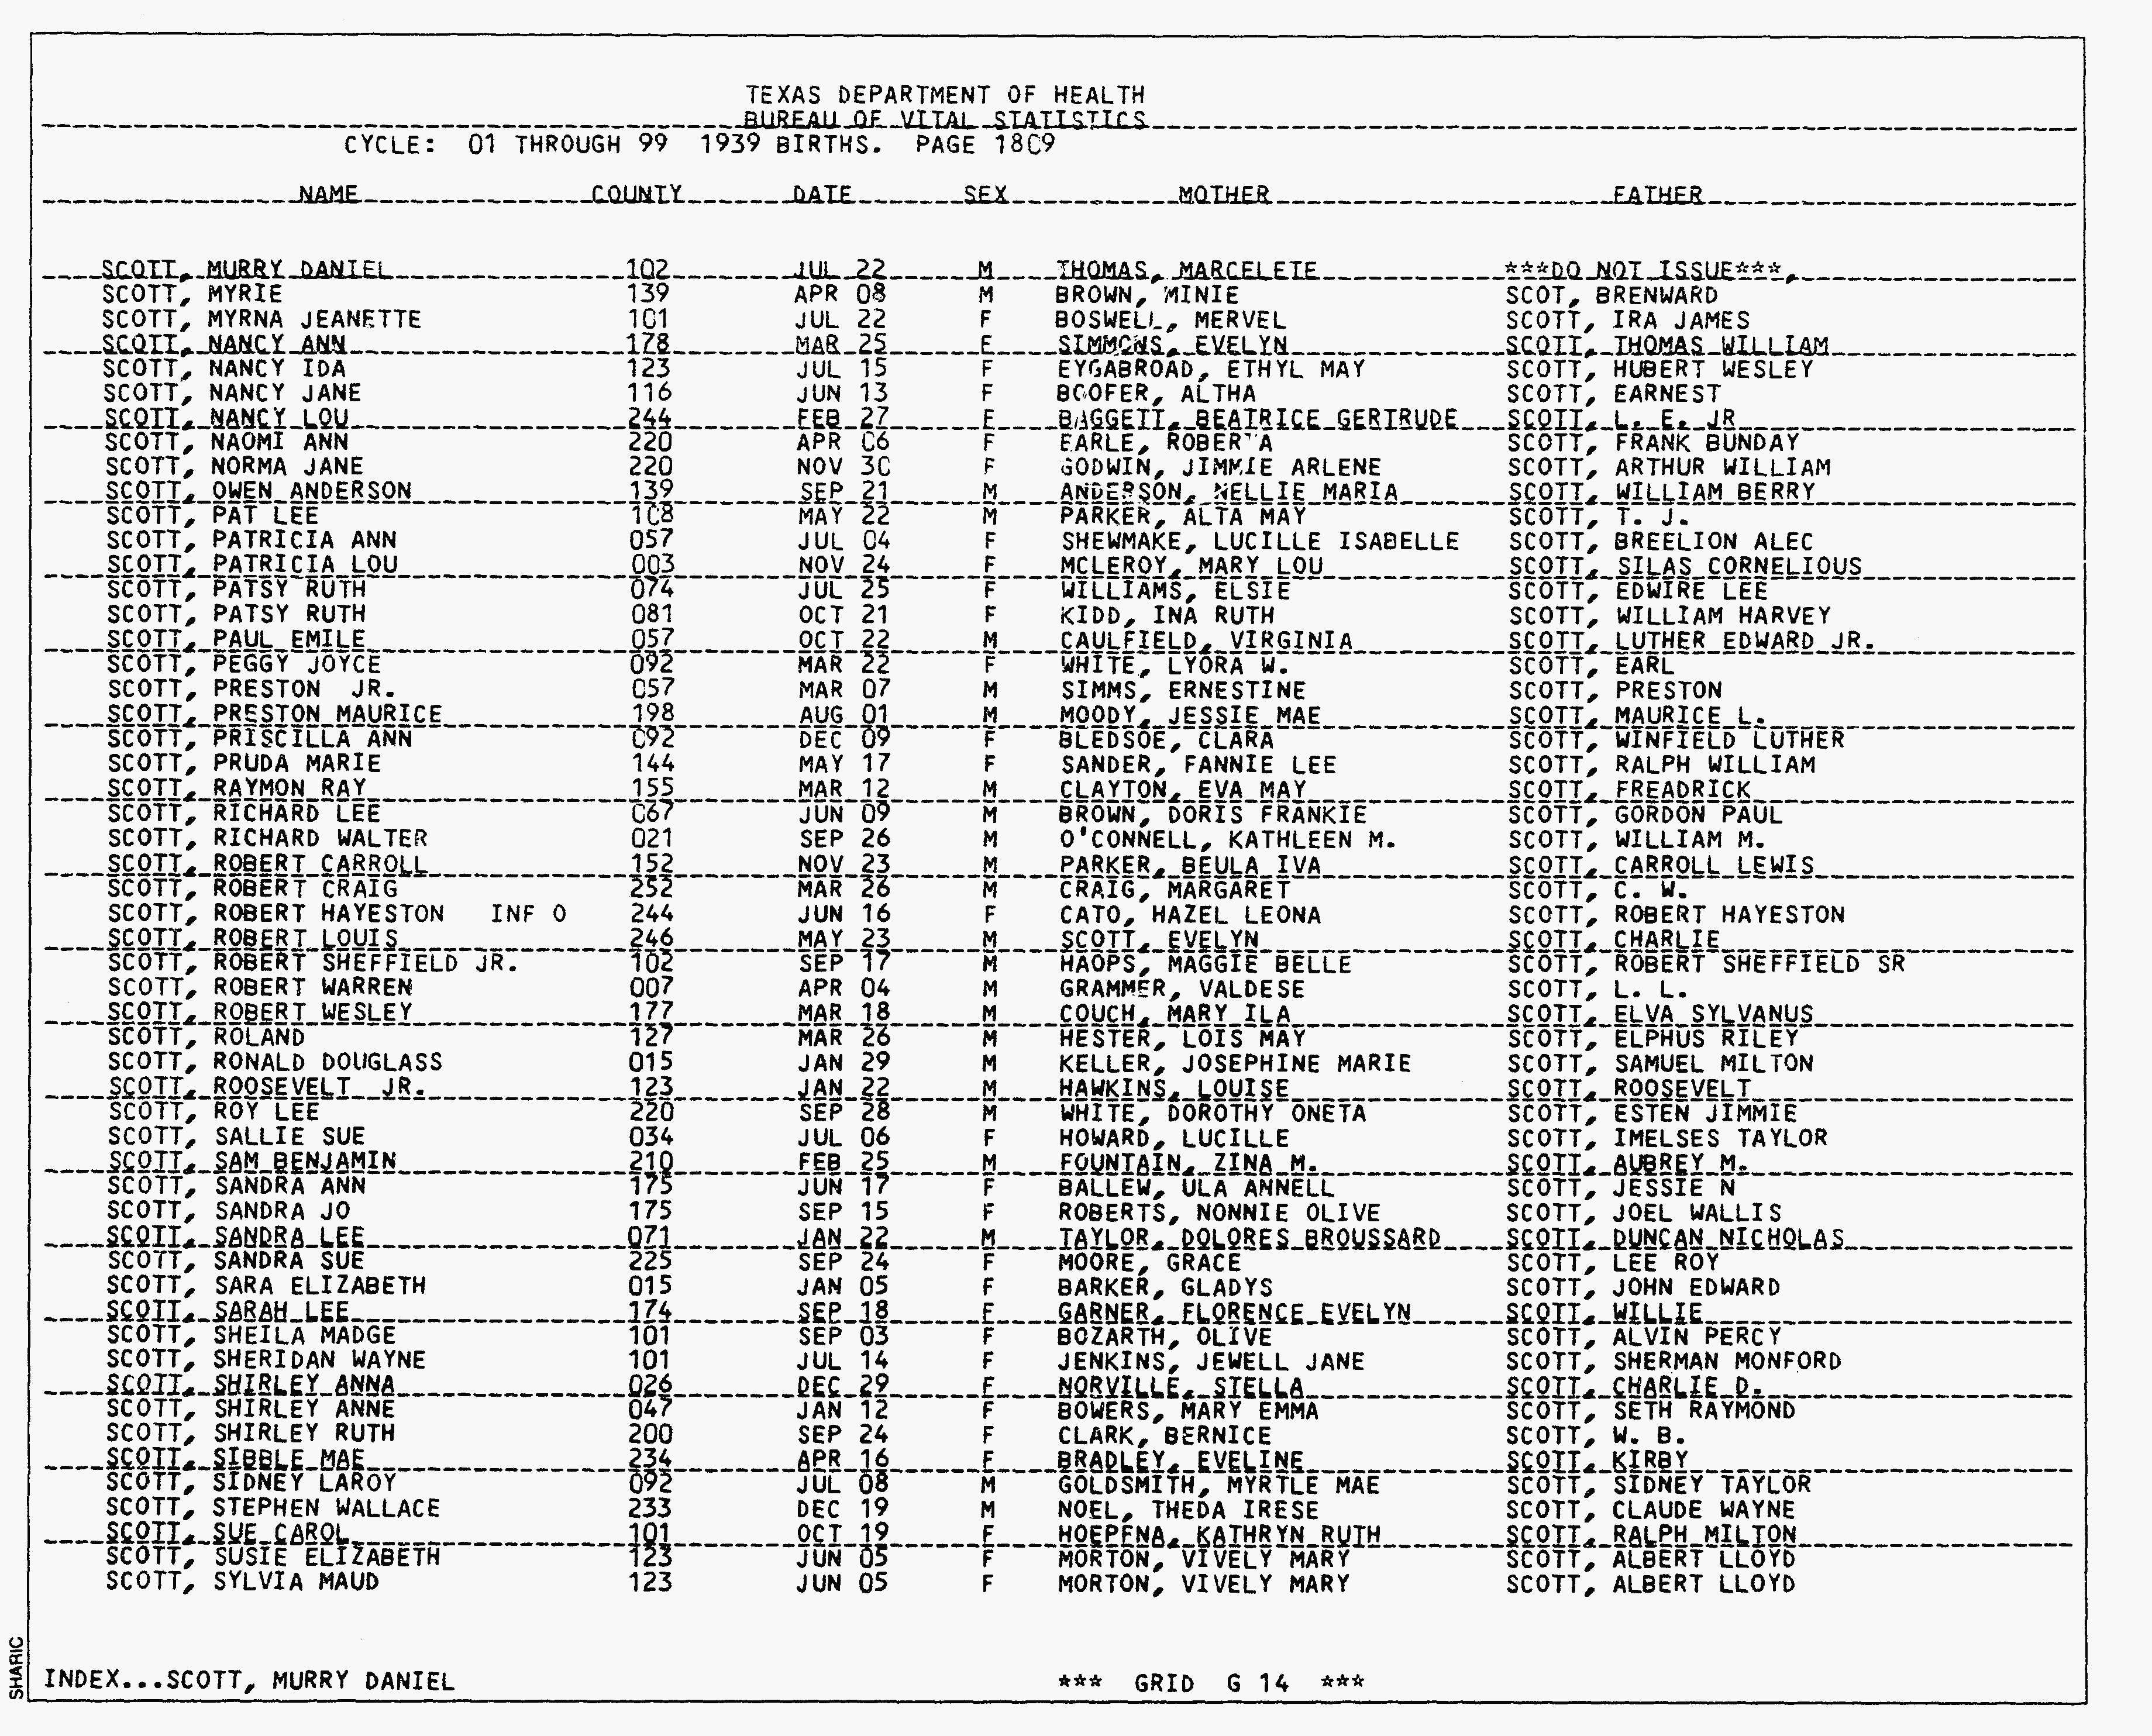 TEXAS DEPARTMENT OF HEALTH
BUREAU OF VITAL STATISTICS
CYCLE: 01 THROUGH 99 1939 BIRTHS. PAGE 1809
NAME COUNTY DATE SEX MOTHER FATHER
SCOTT, MURRY DANIEL 102 JUL 22 M THOMAS, MARCELETE ***DO NOT ISSUE***,
SCOTT, MYRIE 139 APR 08 M BROWN, MINIE SCOT, BRENWARD
SCOTT, MYRNA JEANETTE 101 JUL 22 F BOSWELL, MERVEL SCOTT, IRA JAMES
SCOTT, NANCY ANN 178 MAR 25 F SIMMONS, EVELYN SCOTT, THOMAS WILLIAM
SCOTT, NANCY IDA 123 JUL 15 F EYGABROAD, ETHYL MAY SCOTT, HUBERT WESLEY
SCOTT, NANCY JANE 116 JUN 13 F BOOFER, ALTHA SCOTT, EARNEST
SCOTT, NANCY LOU 244 FEB 27 F BAGGETT, BEATRICE GERTRUDE SCOTT, L. E. JR
SCOTT, NAOMI ANN 220 APR 06 F EARLE, ROBERTA SCOTT, FRANK BUNDAY
SCOTT, NORMA JANE 220 NOV 30 F GODWIN, JIMMIE ARLENE SCOTT, ARTHUR WILLIAM
SCOTT, OWEN ANDERSON 139 SEP 21 M ANDERSON, NELLIE MARIA SCOTT, WILLIAM BERRY
SCOTT, PAT LEE 108 MAY 22 M PARKER, ALTA MAY SCOTT, T. J.
SCOTT, PATRICIA ANN 057 JUL 04 F SHEWMAKE, LUCILLE ISABELLE SCOTT, BREELION ALEC
SCOTT, PATRICIA LOU 003 NOV 24 F MCLEROY, MARY LOU SCOTT, SILAS CORNELIOUS
SCOTT, PATSY RUTH 074 JUL 25 F WILLIAMS, ELSIE SCOTT, EDWIRE LEE
SCOTT, PATSY RUTH 081 OCT 21 F KIDD, INA RUTH SCOTT, WILLIAM HARVEY
SCOTT, PAUL EMILE 057 OCT 22 M CAULFIELD, VIRGINIA SCOTT, LUTHER EDWARD JR.
SCOTT, PEGGY JOYCE 092 MAR 22 F WHITE, LYORA W. SCOTT, EARL
SCOTT, PRESTON JR. 057 MAR 07 M SIMMS, ERNESTINE SCOTT, PRESTON
SCOTT, PRESTON MAURICE 198 AUG 01 M MOODY, JESSIE MAE SCOTT, MAURICE L.
SCOTT, PRISCILLA ANN 092 DEC 09 F BLEDSOE, CLARA SCOTT, WINFIELD LUTHER
SCOTT, PRUDA MARIE 144 MAY 17 F SANDER, FANNIE LEE SCOTT, RALPH WILLIAM
SCOTT, RAYMON RAY 155 MAR 12 M CLAYTON, EVA MAY SCOTT, FREADRICK
SCOTT, RICHARD LEE 067 JUN 09 M BROWN, DORIS FRANKIE SCOTT, GORDON PAUL
SCOTT, RICHARD WALTER 021 SEP 26 M O'CONNELL, KATHLEEN M. SCOTT, WILLIAM M.
SCOTT, ROBERT CARROLL 152 NOV 23 M PARKER, BEULA IVA SCOTT, CARROLL LEWIS
SCOTT, ROBERT CRAIG 252 MAR 26 M CRAIG, MARGARET SCOTT, C. W.
SCOTT, ROBERT HAYESTON INF O 244 JUN 16 F CATO, HAZEL LEONA SCOTT, ROBERT HAYESTON
SCOTT, ROBERT LOUIS 246 MAY 23 M SCOTT, EVELYN SCOTT, CHARLIE
SCOTT, ROBERT SHEFFIELD JR. 102 SEP 17 M HAOPS, MAGGIE BELLE SCOTT, ROBERT SHEFFIELD SR
SCOTT, ROBERT WARREN 007 APR 04 M GRAMMER, VALDESE SCOTT, L. L.
SCOTT, ROBERT WESLEY 177 MAR 18 M COUCH, MARY ILA SCOTT, ELVA SYLVANUS
SCOTT, ROLAND 127 MAR 26 M HESTER, LOIS MAY SCOTT, ELPHUS RILEY
SCOTT, RONALD DOUGLASS 015 JAN 29 M KELLER, JOSEPHINE MARIE SCOTT, SAMUEL MILTON
SCOTT, ROOSEVELT JR. 123 JAN 22 M HAWKINS, LOUISE SCOTT, ROOSEVELT
SCOTT, ROY LEE 220 SEP 28 M WHITE, DOROTHY ONETA SCOTT, ESTEN JIMMIE
SCOTT, SALLIE SUE 034 JUL 06 F HOWARD, LUCILLE SCOTT, IMELSES TAYLOR
SCOTT, SAM BENJAMIN 210 FEB 25 M FOUNTAIN, ZINA M. SCOTT, AUBREY M.
SCOTT, SANDRA ANN 175 JUN 17 F BALLEW, ULA ANNELL SCOTT, JESSIE N
SCOTT, SANDRA JO 175 SEP 15 F ROBERTS, NONNIE OLIVE SCOTT, JOEL WALLIS
SCOTT, SANDRA LEE 071 JAN 22 M TAYLOR, DOLORES BROUSSARD SCOTT, DUNCAN NICHOLAS
SCOTT, SANDRA SUE 225 SEP 24 F MOORE, GRACE SCOTT, LEE ROY
SCOTT, SARA ELIZABETH 015 JAN 05 F BARKER, GLADYS SCOTT, JOHN EDWARD
SCOTT, SARAH LEE 174 SEP 18 F GARNER, FLORENCE EVELYN SCOTT, WILLIE
SCOTT, SHEILA MADGE 101 SEP 03 F BOZARTH, OLIVE SCOTT, ALVIN PERCY
SCOTT, SHERIDAN WAYNE 101 JUL 14 F JENKINS, JEWELL JANE SCOTT, SHERMAN MONFORD
SCOTT, SHIRLEY ANNA 026 DEC 29 F NORVILLE, STELLA SCOTT, CHARLIE D.
SCOTT, SHIRLEY ANNE 047 JAN 12 F BOWERS, MARY EMMA SCOTT, SETH RAYMOND
SCOTT, SHIRLEY RUTH 200 SEP 24 F CLARK, BERNICE SCOTT, W. B.
SCOTT, SIBBLE MAE 234 APR 16 F BRADLEY, EVELINE SCOTT, KIRBY
SCOTT, SIDNEY LAROY 092 JUL 08 M GOLDSMITH, MYRTLE MAE SCOTT, SIDNEY TAYLOR
SCOTT, STEPHEN WALLACE 233 DEC 19 M NOEL, THEDA IRESE SCOTT, CLAUDE WAYNE
SCOTT, SUE CAROL 101 OCT 19 F HOEPFNA, KATHRYN RUTH SCOTT, RALPH MILTON
SCOTT, SUSIE ELIZABETH 123 JUN 05 F MORTON, VIVELY MARY SCOTT, ALBERT LLOYD
SCOTT, SYLVIA MAUD 123 JUN 05 F MORTON, VIVELY MARY SCOTT, ALBERT LLOYD
SHARIC
INDEX...SCOTT, MURRY DANIEL *** GRID G 14 ***